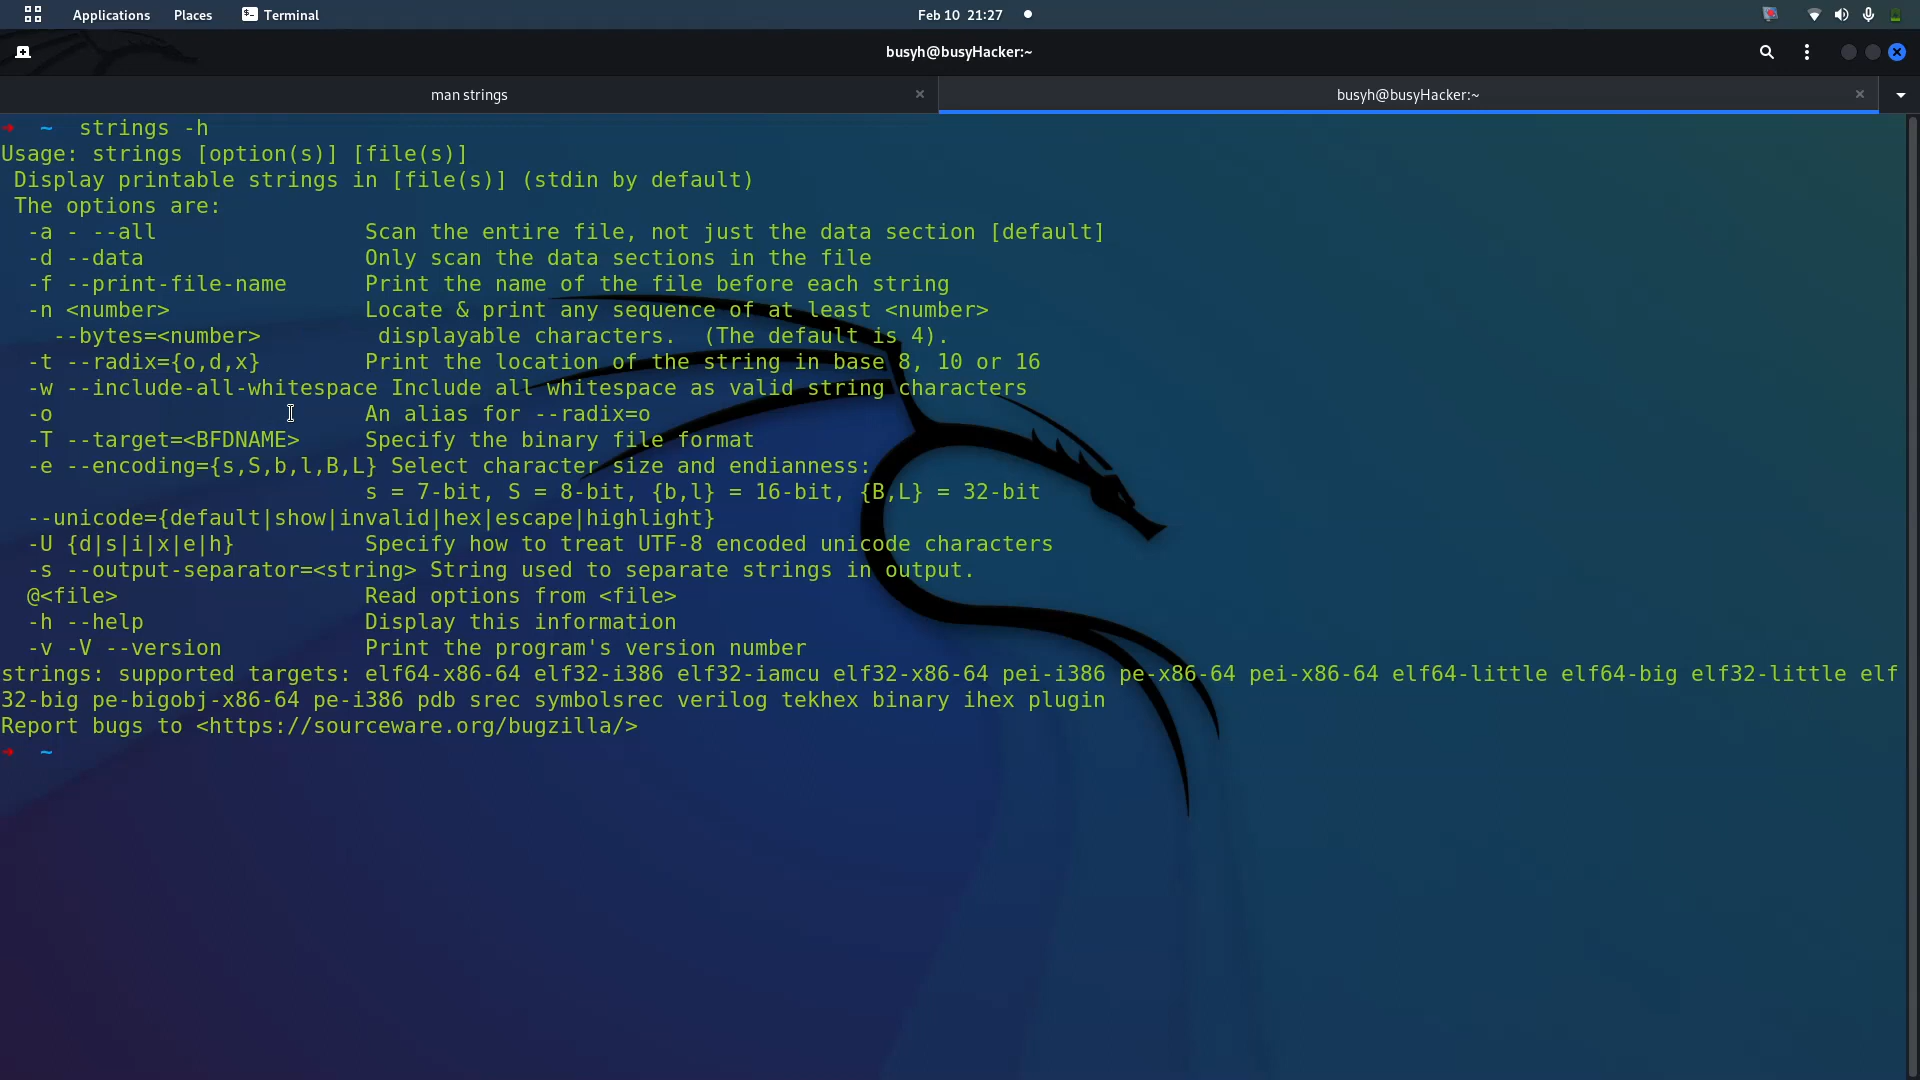 Applications Places Terminal Feb 10 21:27
busyh@busyHacker:~
man strings busyh@busyHacker:~
➜ ~ strings -h
Usage: strings [option(s)] [file(s)]
 Display printable strings in [file(s)] (stdin by default)
 The options are:
  -a - --all                Scan the entire file, not just the data section [default]
  -d --data                 Only scan the data sections in the file
  -f --print-file-name      Print the name of the file before each string
  -n <number>               Locate & print any sequence of at least <number>
    --bytes=<number>         displayable characters.  (The default is 4).
  -t --radix={o,d,x}        Print the location of the string in base 8, 10 or 16
  -w --include-all-whitespace Include all whitespace as valid string characters
  -o                        An alias for --radix=o
  -T --target=<BFDNAME>     Specify the binary file format
  -e --encoding={s,S,b,l,B,L} Select character size and endianness:
                            s = 7-bit, S = 8-bit, {b,l} = 16-bit, {B,L} = 32-bit
  --unicode={default|show|invalid|hex|escape|highlight}
  -U {d|s|i|x|e|h}          Specify how to treat UTF-8 encoded unicode characters
  -s --output-separator=<string> String used to separate strings in output.
  @<file>                   Read options from <file>
  -h --help                 Display this information
  -v -V --version           Print the program's version number
strings: supported targets: elf64-x86-64 elf32-i386 elf32-iamcu elf32-x86-64 pei-i386 pe-x86-64 pei-x86-64 elf64-little elf64-big elf32-little elf
32-big pe-bigobj-x86-64 pe-i386 pdb srec symbolsrec verilog tekhex binary ihex plugin
Report bugs to <https://sourceware.org/bugzilla/>
➜ ~